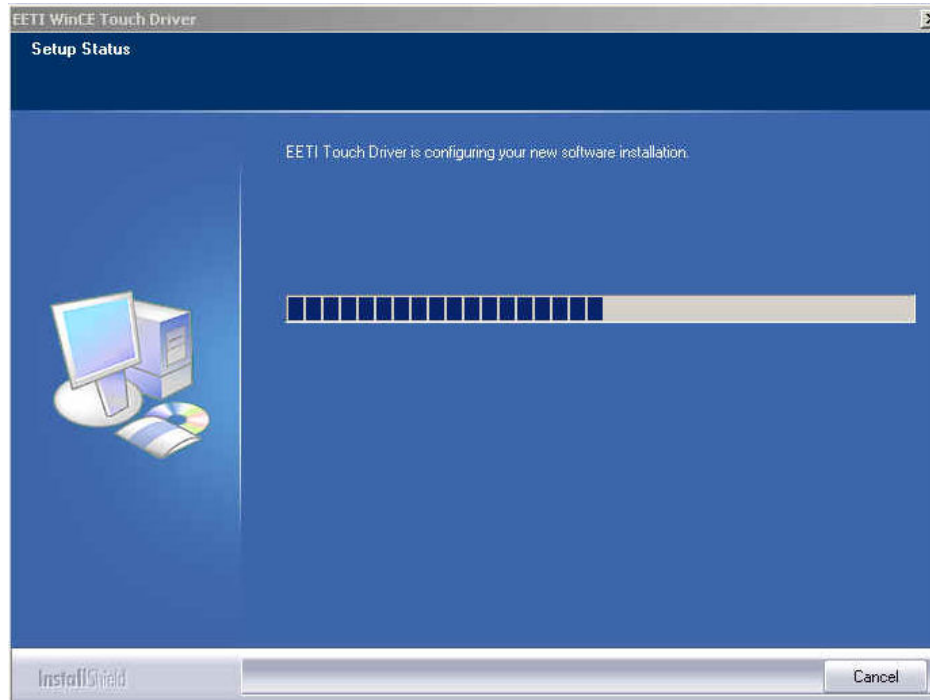 EETI WinCE Touch Driver
Setup Status
EETI Touch Driver is configuring your new software installation.
InstallShield
Cancel